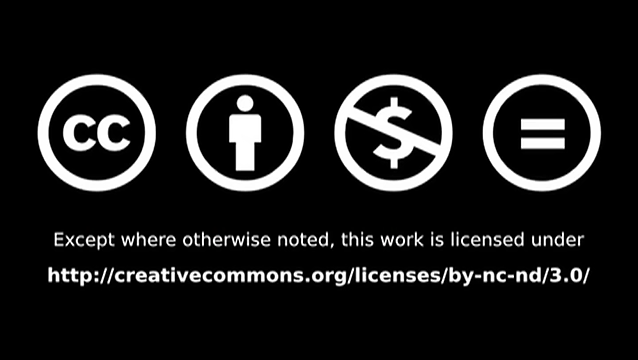 cc
$
=
Except where otherwise noted, this work is licensed under
http://creativecommons.org/licenses/by-nc-nd/3.0/